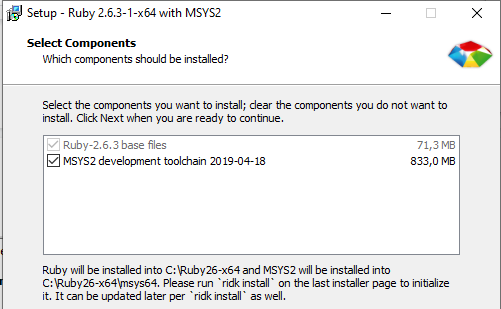 Setup - Ruby 2.6.3-1-x64 with MSYS2
Select Components
Which components should be installed?
Select the components you want to install; clear the components you do not want to
install. Click Next when you are ready to continue.
Ruby-2.6.3 base files 71,3 MB
MSYS2 development toolchain 2019-04-18 833,0 MB
Ruby will be installed into C:\Ruby26-x64 and MSYS2 will be installed into
C:\Ruby26-x64\msys64. Please run `ridk install` on the last installer page to initialize
it. It can be updated later per `ridk install` as well.